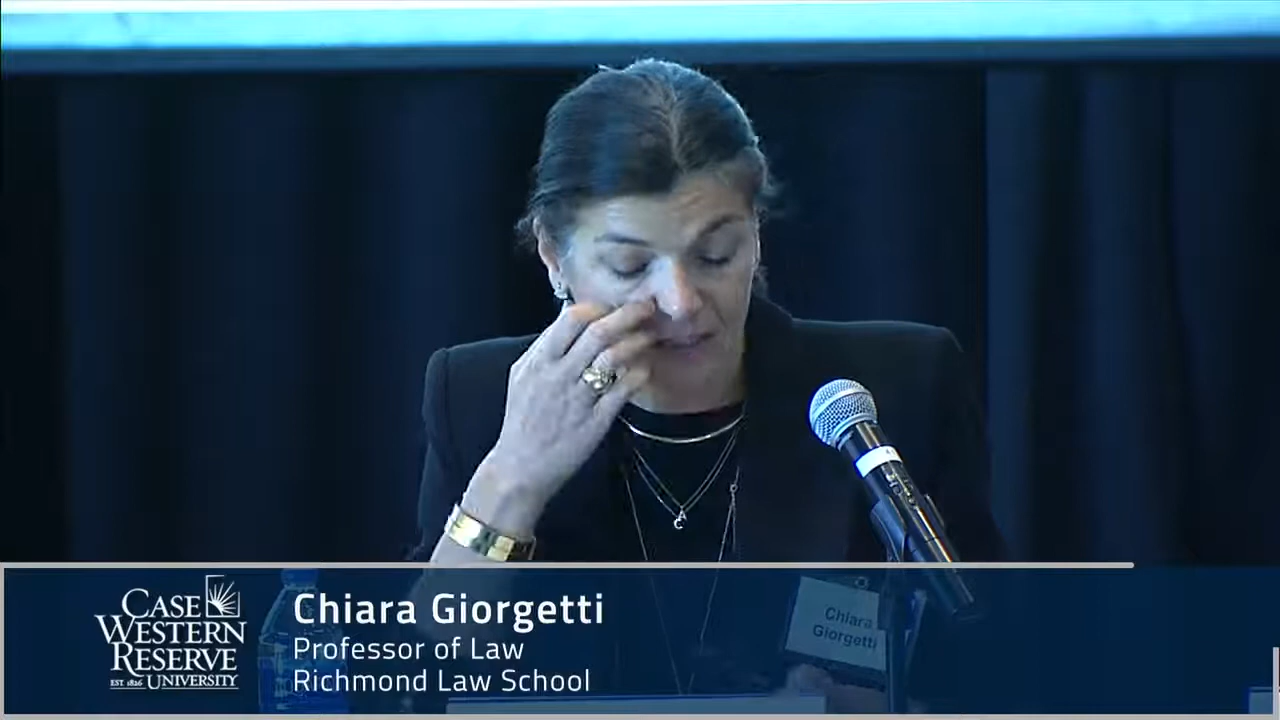 CASE
WESTERN
RESERVE
EST. 1826 UNIVERSITY
Chiara Giorgetti
Professor of Law
Richmond Law School
Chiara
Giorgetti